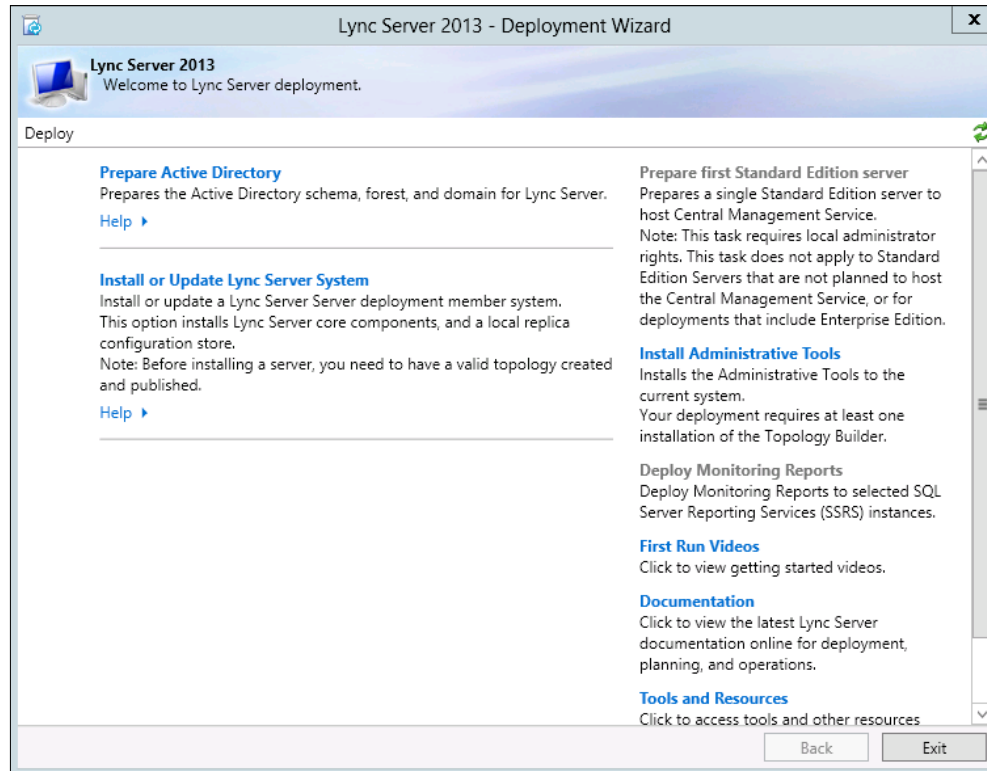 Lync Server 2013 - Deployment Wizard
x
Lync Server 2013
Welcome to Lync Server deployment.
Deploy
Prepare Active Directory
Prepares the Active Directory schema, forest, and domain for Lync Server.
Help
Install or Update Lync Server System
Install or update a Lync Server Server deployment member system.
This option installs Lync Server core components, and a local replica
configuration store.
Note: Before installing a server, you need to have a valid topology created
and published.
Help
Prepare first Standard Edition server
Prepares a single Standard Edition server to
host Central Management Service.
Note: This task requires local administrator
rights. This task does not apply to Standard
Edition Servers that are not planned to host
the Central Management Service, or for
deployments that include Enterprise Edition.
Install Administrative Tools
Installs the Administrative Tools to the
current system.
Your deployment requires at least one
installation of the Topology Builder.
Deploy Monitoring Reports
Deploy Monitoring Reports to selected SQL
Server Reporting Services (SSRS) instances.
First Run Videos
Click to view getting started videos.
Documentation
Click to view the latest Lync Server
documentation online for deployment,
planning, and operations.
Tools and Resources
Click to access tools and other resources
Back
Exit